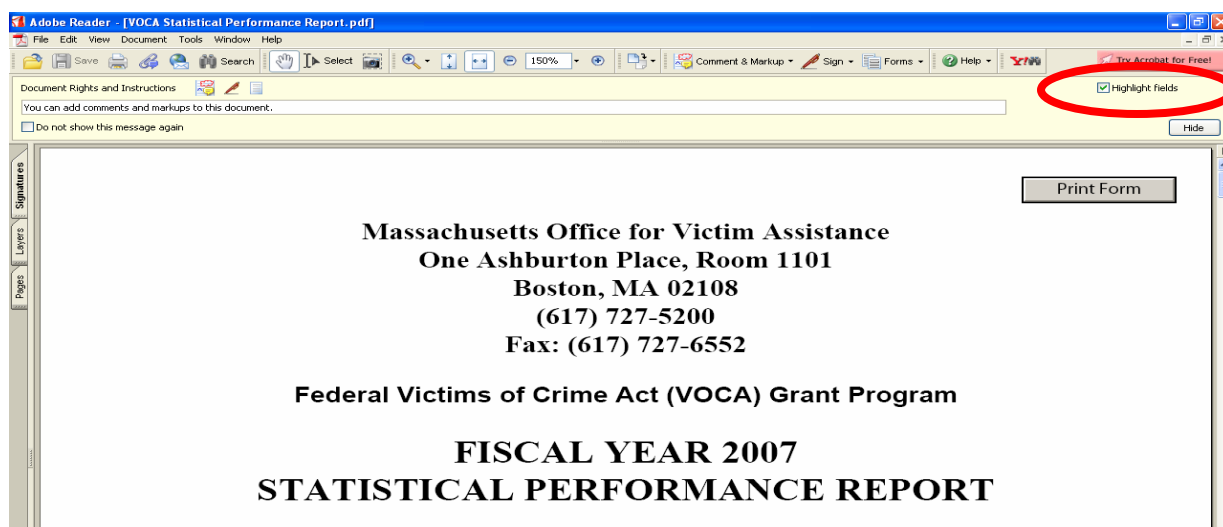 Adobe Reader - [VOCA Statistical Performance Report.pdf]
File Edit View Document Tools Window Help
Save Search Select 150% Comment & Markup Sign Forms Help Y! Try Acrobat for Free!
Document Rights and Instructions Highlight fields
You can add comments and markups to this document.
Do not show this message again Hide
Signatures
Layers
Pages
Print Form
Massachusetts Office for Victim Assistance
One Ashburton Place, Room 1101
Boston, MA 02108
(617) 727-5200
Fax: (617) 727-6552
Federal Victims of Crime Act (VOCA) Grant Program
FISCAL YEAR 2007
STATISTICAL PERFORMANCE REPORT